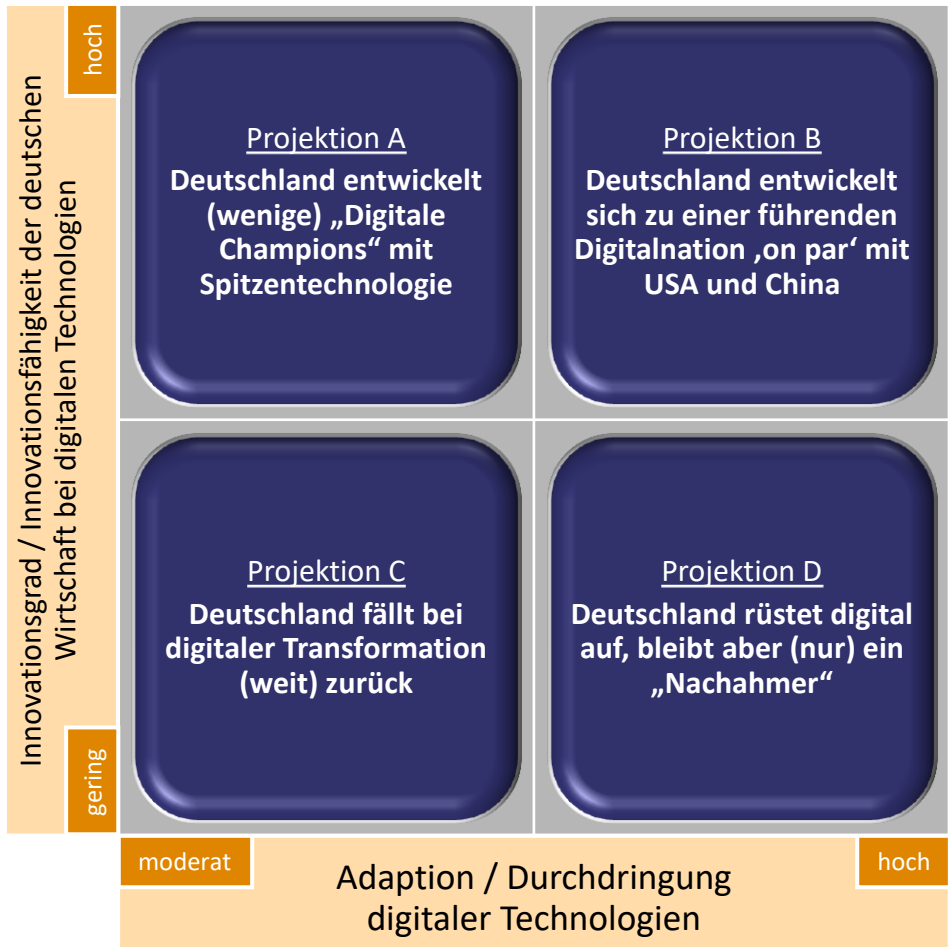 Innovationsgrad / Innovationsfähigkeit der deutschen
Wirtschaft bei digitalen Technologien
hoch
gering
Projektion A
Deutschland entwickelt
(wenige) „Digitale
Champions“ mit
Spitzentechnologie
Projektion B
Deutschland entwickelt
sich zu einer führenden
Digitalnation ‚on par‘ mit
USA und China
Projektion C
Deutschland fällt bei
digitaler Transformation
(weit) zurück
Projektion D
Deutschland rüstet digital
auf, bleibt aber (nur) ein
„Nachahmer“
moderat
Adaption / Durchdringung
digitaler Technologien
hoch